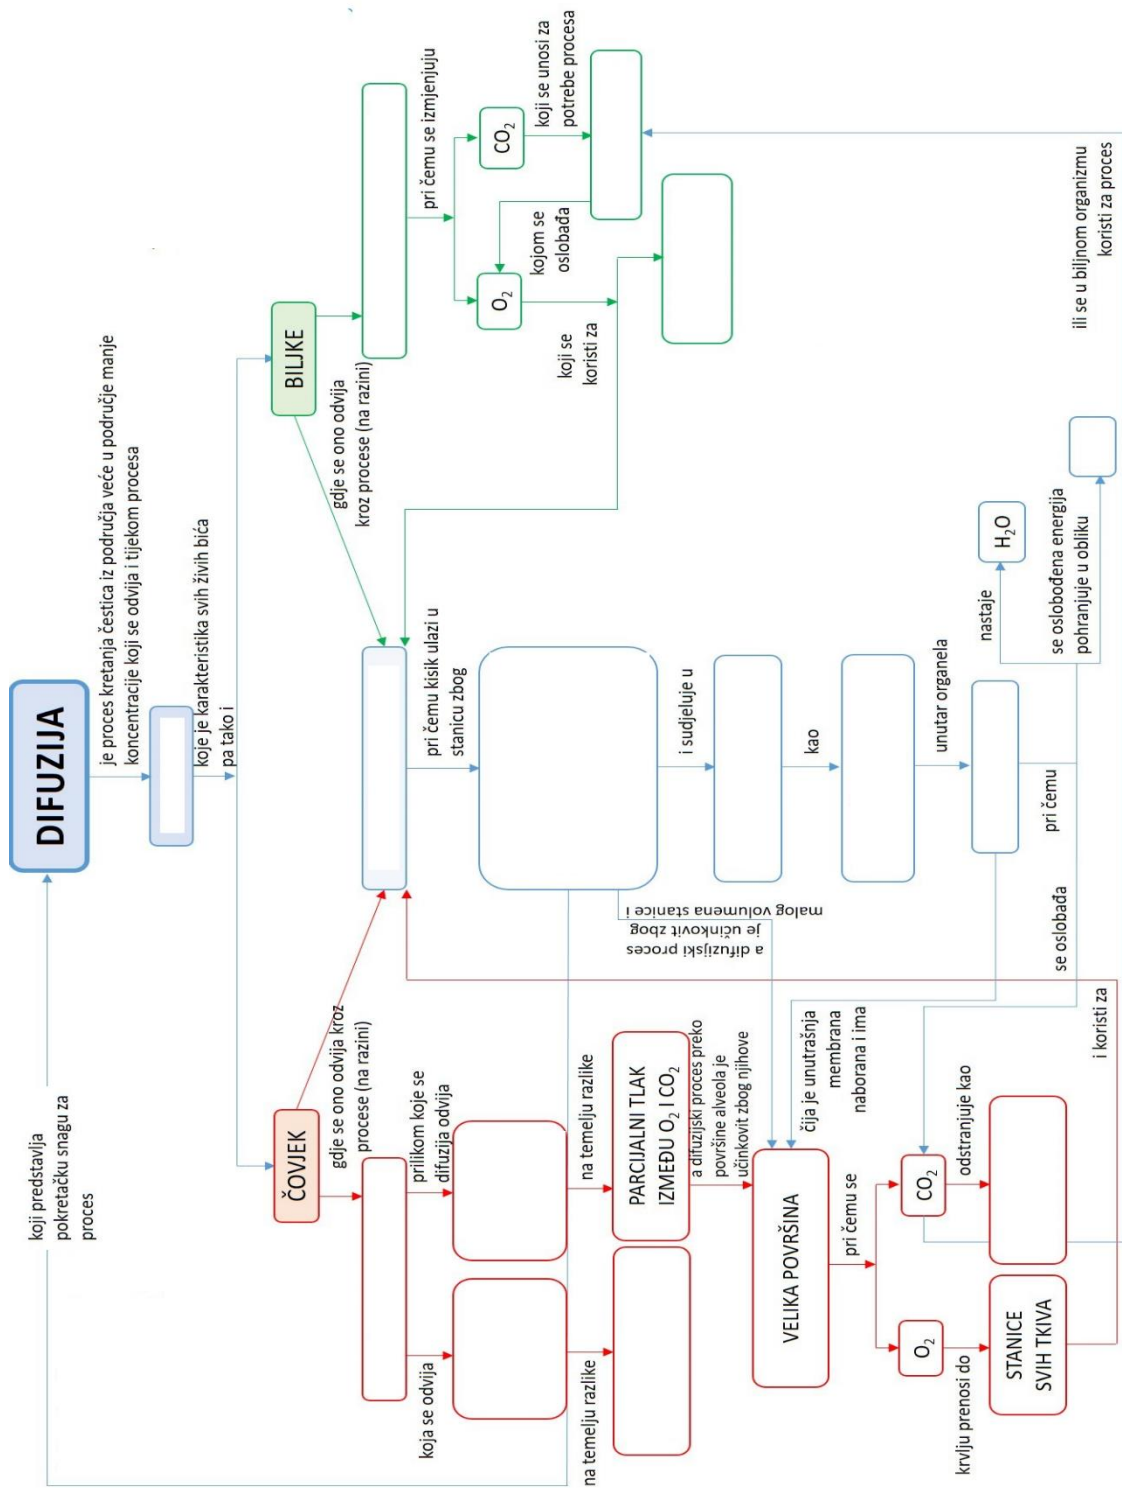 DIFUZIJA
je proces kretanja čestica iz područja veće u područje manje
koncentracije koji se odvija i tijekom procesa
koji predstavlja
pokretačku snagu za
proces
koje je karakteristika svih živih bića
pa tako i
ČOVJEK
BILJKE
gdje se ono odvija kroz
procese (na razini)
gdje se ono odvija
kroz procese (na razini)
koja se odvija
prilikom koje se
difuzija odvija
pri čemu kisik ulazi u
stanicu zbog
pri čemu se izmjenjuju
O₂
CO₂
kojom se
oslobađa
koji se unosi za
potrebe procesa
koji se
koristi za
na temelju razlike
na temelju razlike
PARCIJALNI TLAK
IZMEĐU O₂ I CO₂
a difuzijski proces
je učinkovit zbog
malog volumena stanice i
i sudjeluje u
a difuzijski proces preko
površine alveola je
učinkovit zbog njihove
VELIKA POVRŠINA
čija je unutrašnja
membrana
naborana i ima
kao
unutar organela
pri čemu se
O₂
CO₂
krvlju prenosi do
odstranjuje kao
STANICE
SVIH TKIVA
i koristi za
se oslobađa
pri čemu
nastaje
H₂O
se oslobođena energija
pohranjuje u obliku
ili se u biljnom organizmu
koristi za proces